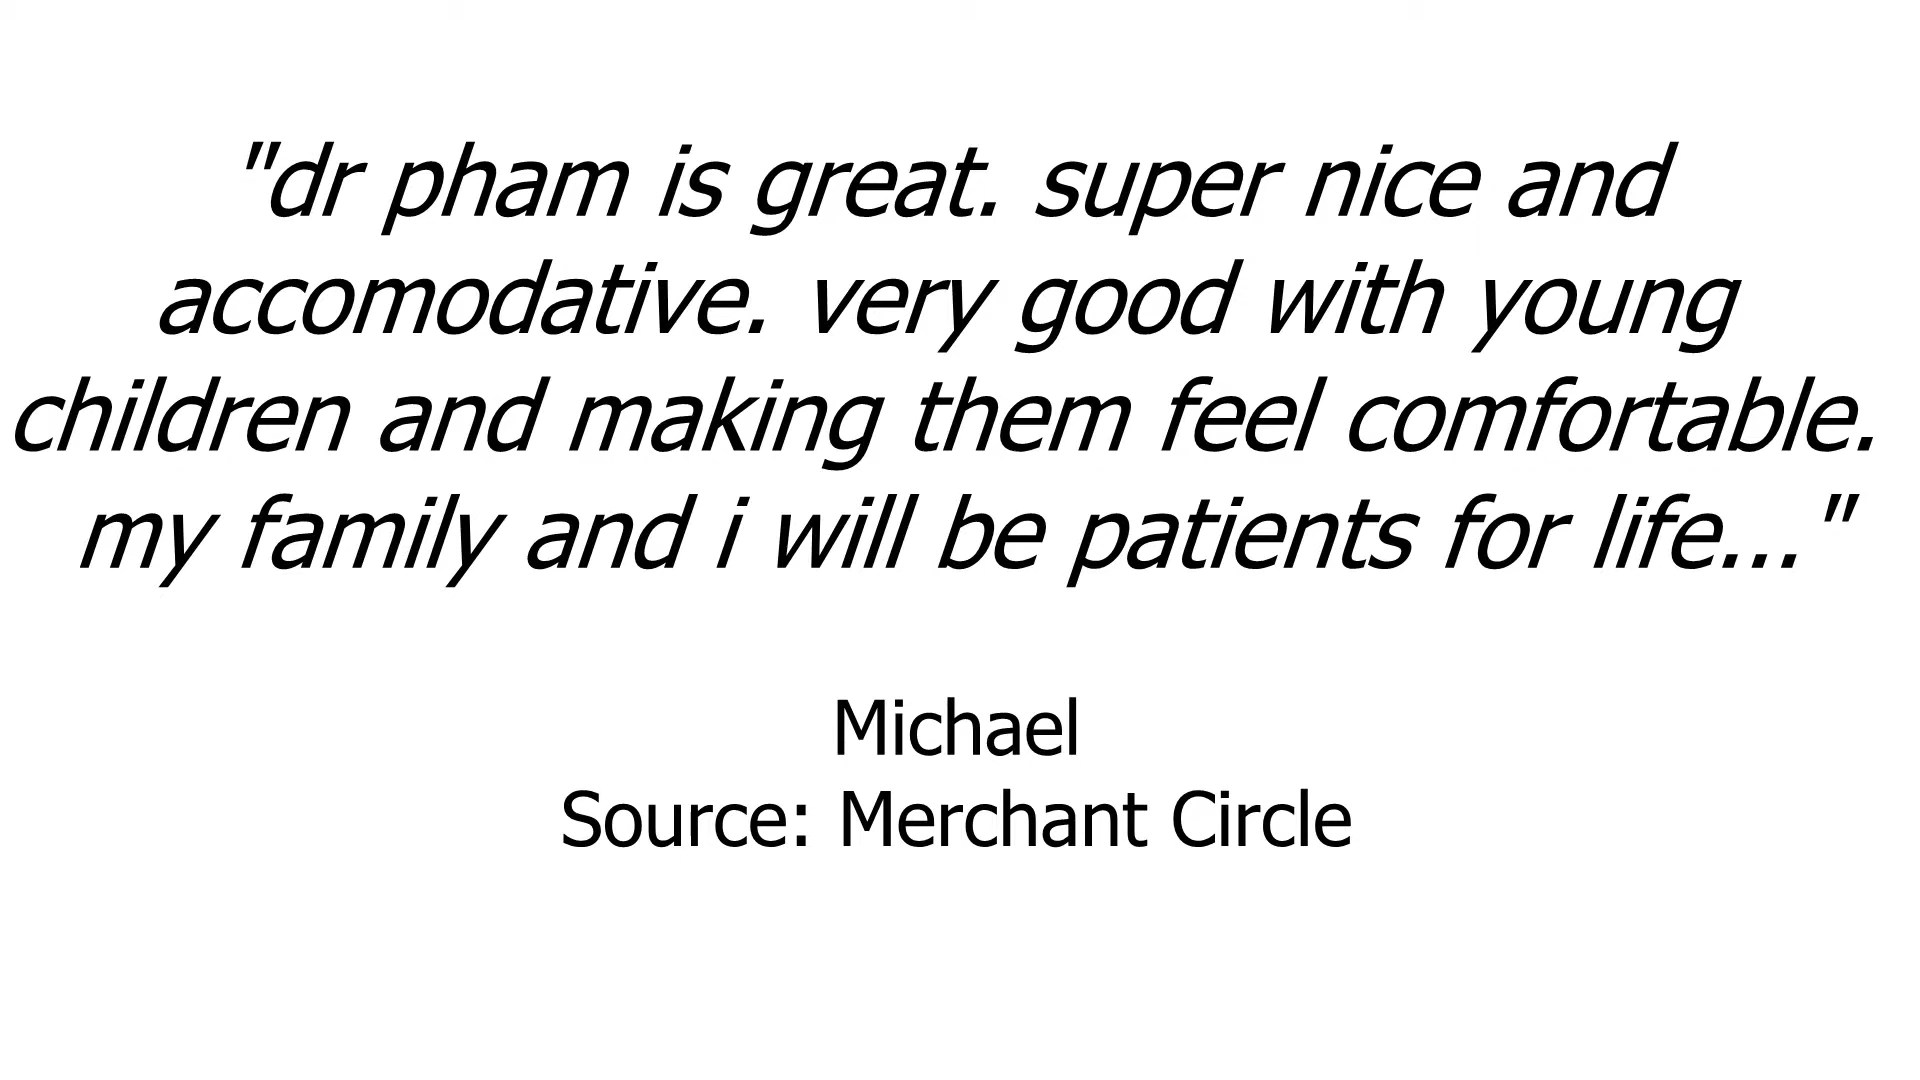 "dr pham is great. super nice and
accomodative. very good with young
children and making them feel comfortable.
my family and i will be patients for life..."
Michael
Source: Merchant Circle